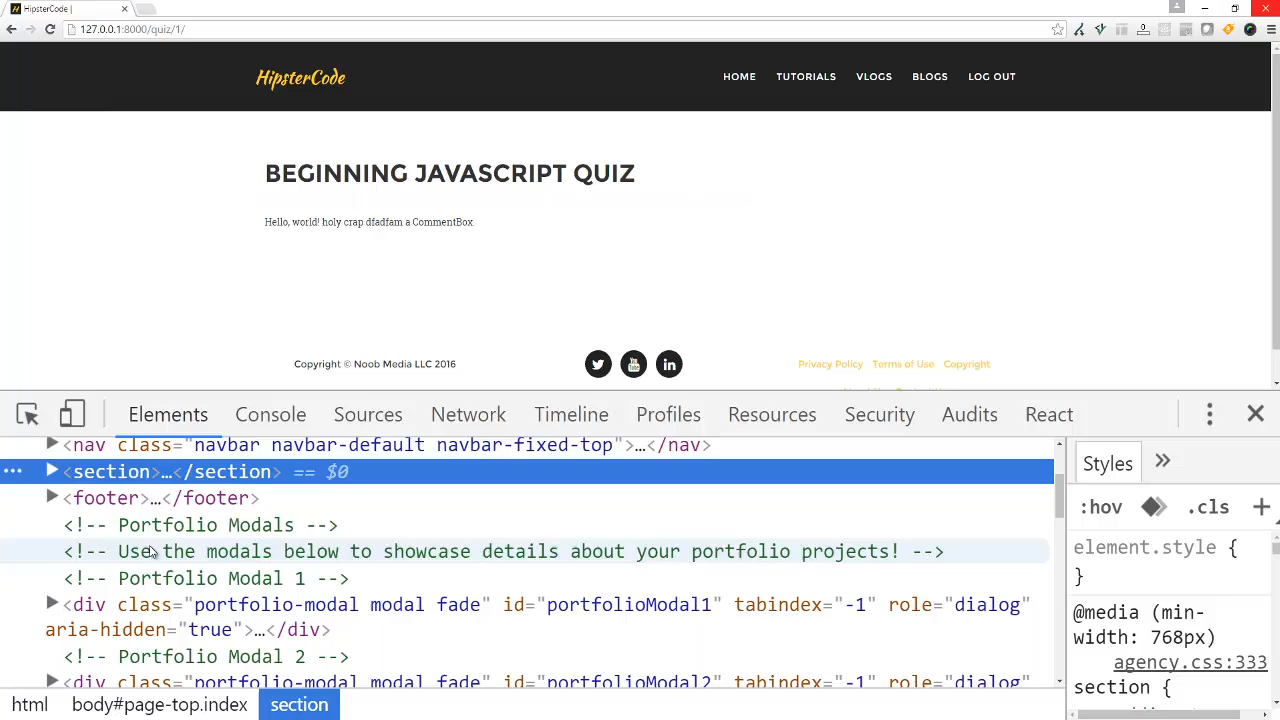 HipsterCode |
127.0.0.1:8000/quiz/1/
HipsterCode
HOME TUTORIALS VLOGS BLOGS LOG OUT
BEGINNING JAVASCRIPT QUIZ
Hello, world! holy crap dfadfam a CommentBox.
Copyright © Noob Media LLC 2016
You Tube
in
Privacy Policy Terms of Use Copyright
Elements Console Sources Network Timeline Profiles Resources Security Audits React
<nav class="navbar navbar-default navbar-fixed-top">…</nav>
<section>…</section> == $0
<footer>…</footer>
<!-- Portfolio Modals -->
<!-- Use the modals below to showcase details about your portfolio projects! -->
<!-- Portfolio Modal 1 -->
<div class="portfolio-modal modal fade" id="portfolioModal1" tabindex="-1" role="dialog"
aria-hidden="true">…</div>
<!-- Portfolio Modal 2 -->
<div class="portfolio-modal modal fade" id="portfolioModal2" tabindex="-1" role="dialog"
html body#page-top.index section
Styles »
:hov .cls +
element.style {
}
@media (min-
width: 768px)
agency.css:333
section {